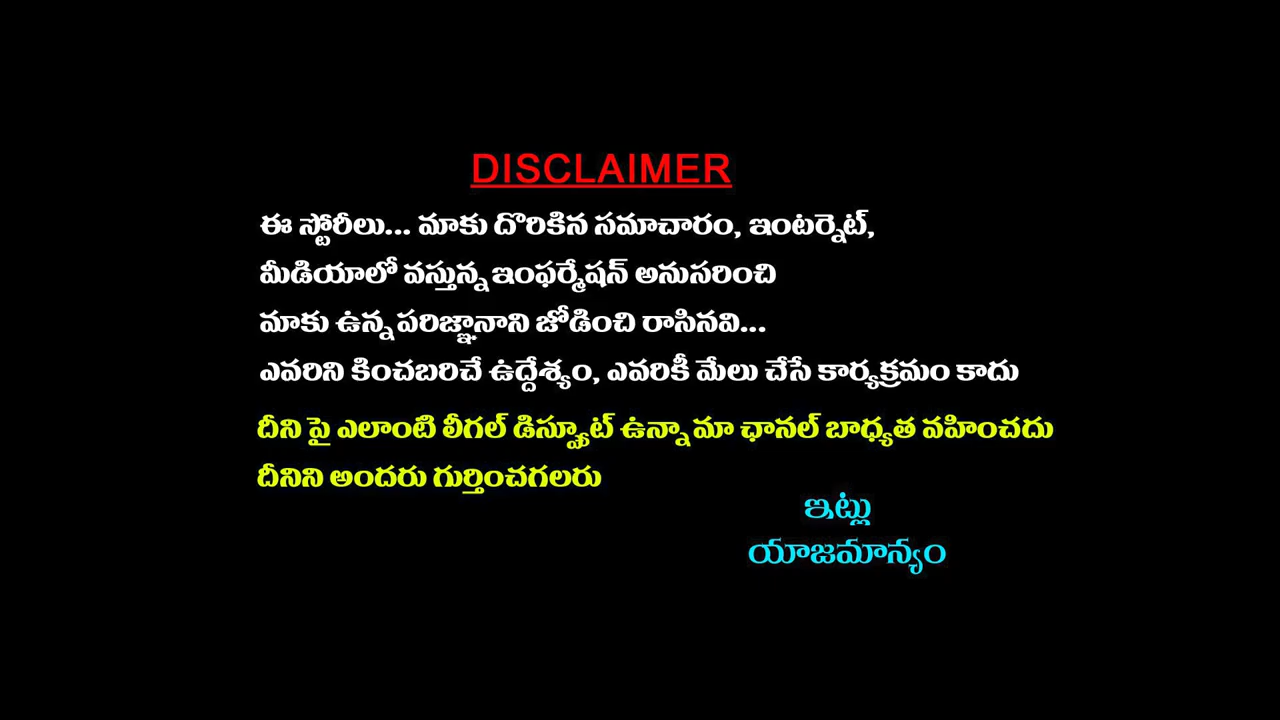 DISCLAIMER
ఈ స్టోరీలు... మాకు దొరికిన సమాచారం, ఇంటర్నెట్,
మీడియాలో వస్తున్న ఇంఫర్మేషన్ అనుసరించి
మాకు ఉన్న పరిజ్ఞానాని జోడించి రాసినవి...
ఎవరిని కించబరిచే ఉద్దేశ్యం, ఎవరికీ మేలు చేసే కార్యక్రమం కాదు
దీని పై ఎలాంటి లీగల్ డిస్ప్యూట్ ఉన్నా మా ఛానల్ బాధ్యత వహించదు
దీనిని అందరు గుర్తించగలరు
ఇట్లు
యాజమాన్యం